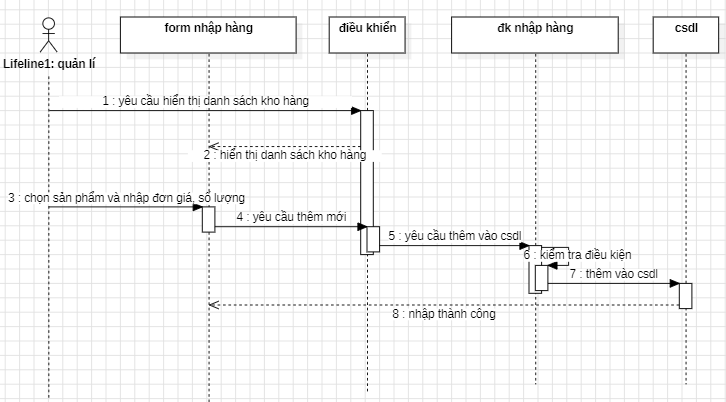 form nhập hàng
điều khiển
đk nhập hàng
csdl
Lifeline1: quản lí
1 : yêu cầu hiển thị danh sách kho hàng
2 : hiển thị danh sách kho hàng
3 : chọn sản phẩm và nhập đơn giá, số lượng
4 : yêu cầu thêm mới
5 : yêu cầu thêm vào csdl
6 : kiểm tra điều kiện
7 : thêm vào csdl
8 : nhập thành công